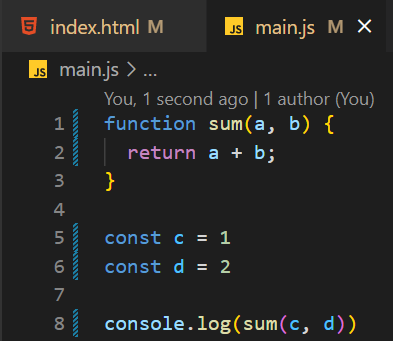 index.html M main.js M
JS main.js > ...
You, 1 second ago | 1 author (You)
1 function sum(a, b) {
2 return a + b;
3 }
4
5 const c = 1
6 const d = 2
7
8 console.log(sum(c, d))